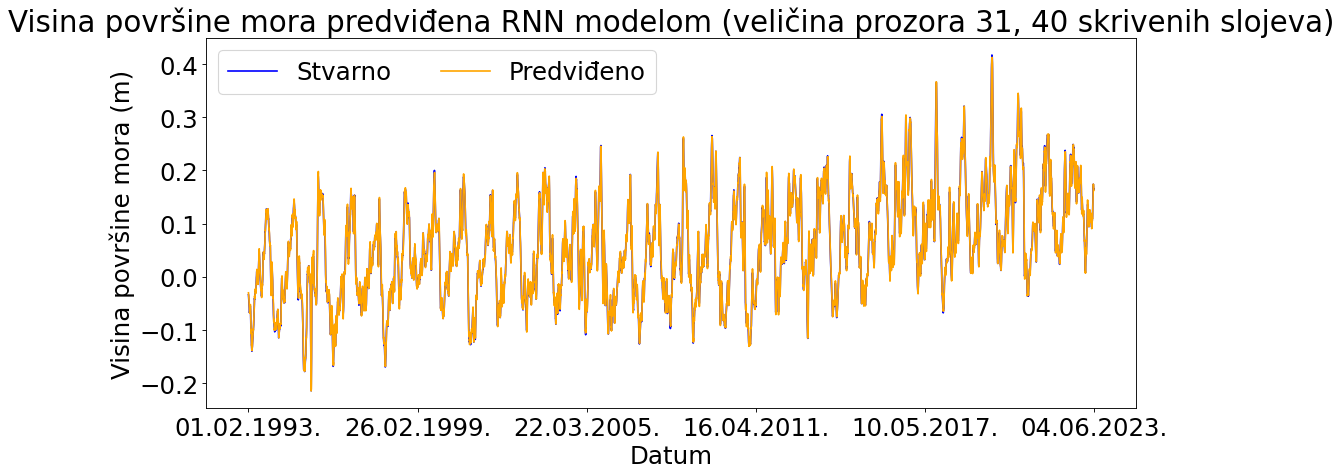 Visina površine mora predviđena RNN modelom (veličina prozora 31, 40 skrivenih slojeva)
Stvarno
Predviđeno
Visina površine mora (m)
0.4
0.3
0.2
0.1
0.0
−0.1
−0.2
01.02.1993.
26.02.1999.
22.03.2005.
16.04.2011.
10.05.2017.
04.06.2023.
Datum